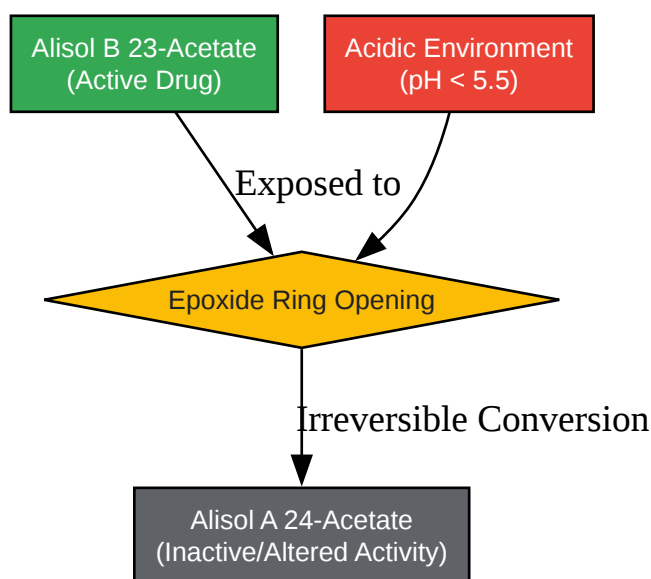 Alisol B 23-Acetate
(Active Drug)
Acidic Environment
(pH < 5.5)
Exposed to
Epoxide Ring Opening
Irreversible Conversion
Alisol A 24-Acetate
(Inactive/Altered Activity)